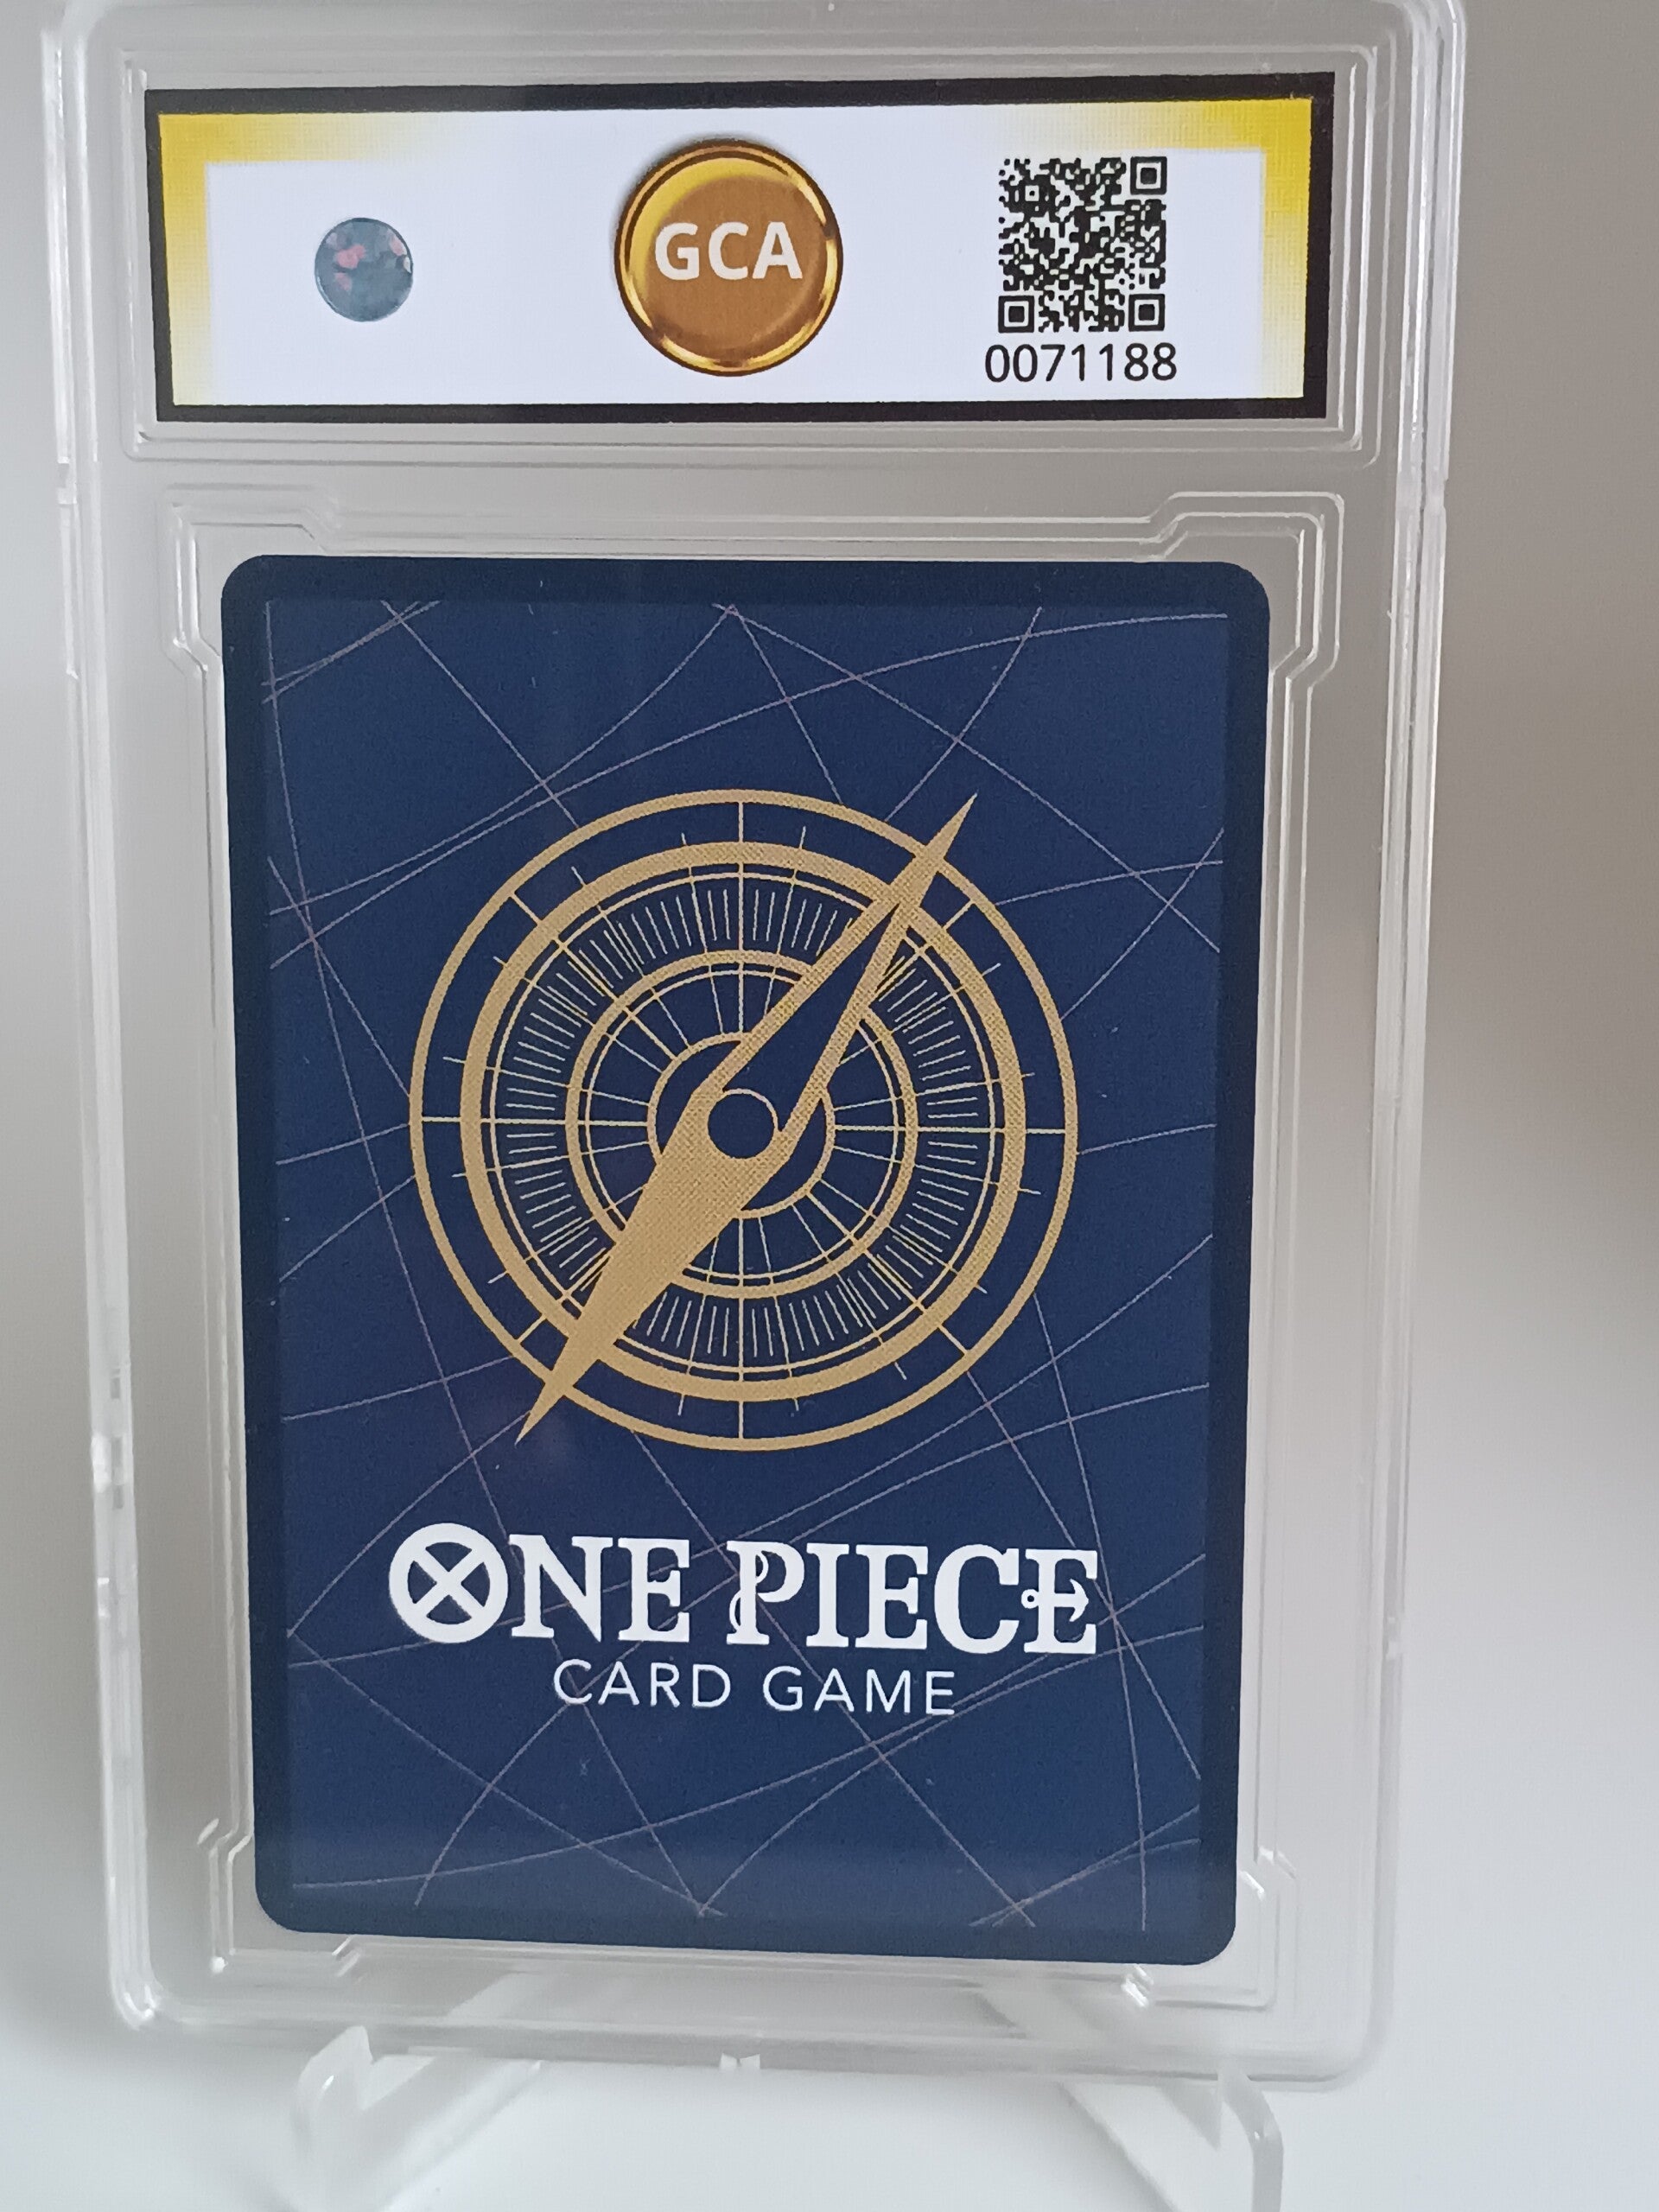 GCA
0071188
ONE PIECE
CARD GAME